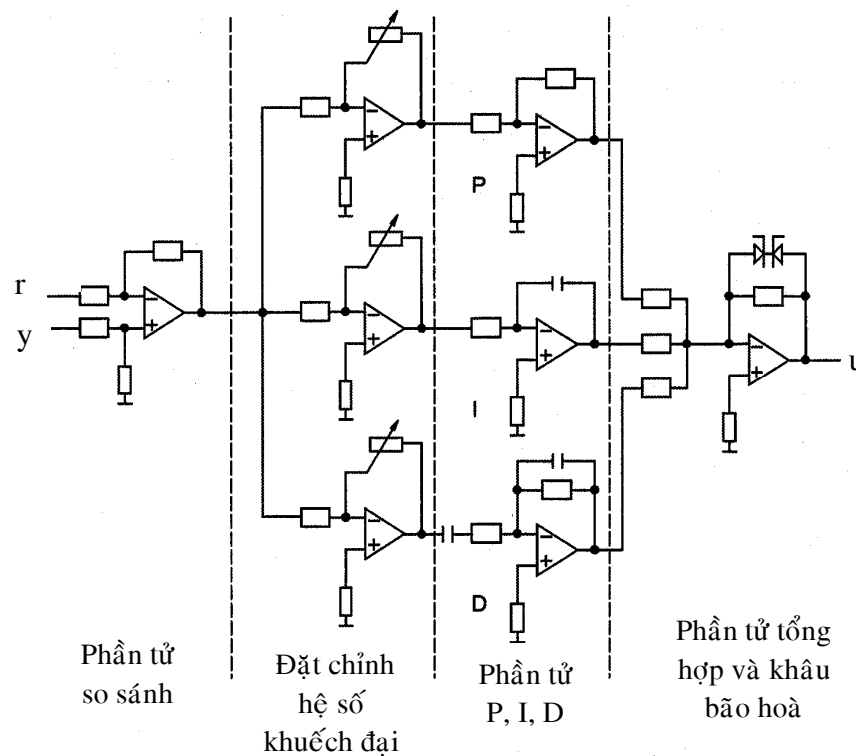 P
r
y
u
I
D
Phần tử
so sánh
Đặt chỉnh
hệ số
khuếch đại
Phần tử
P, I, D
Phần tử tổng
hợp và khâu
bão hoà